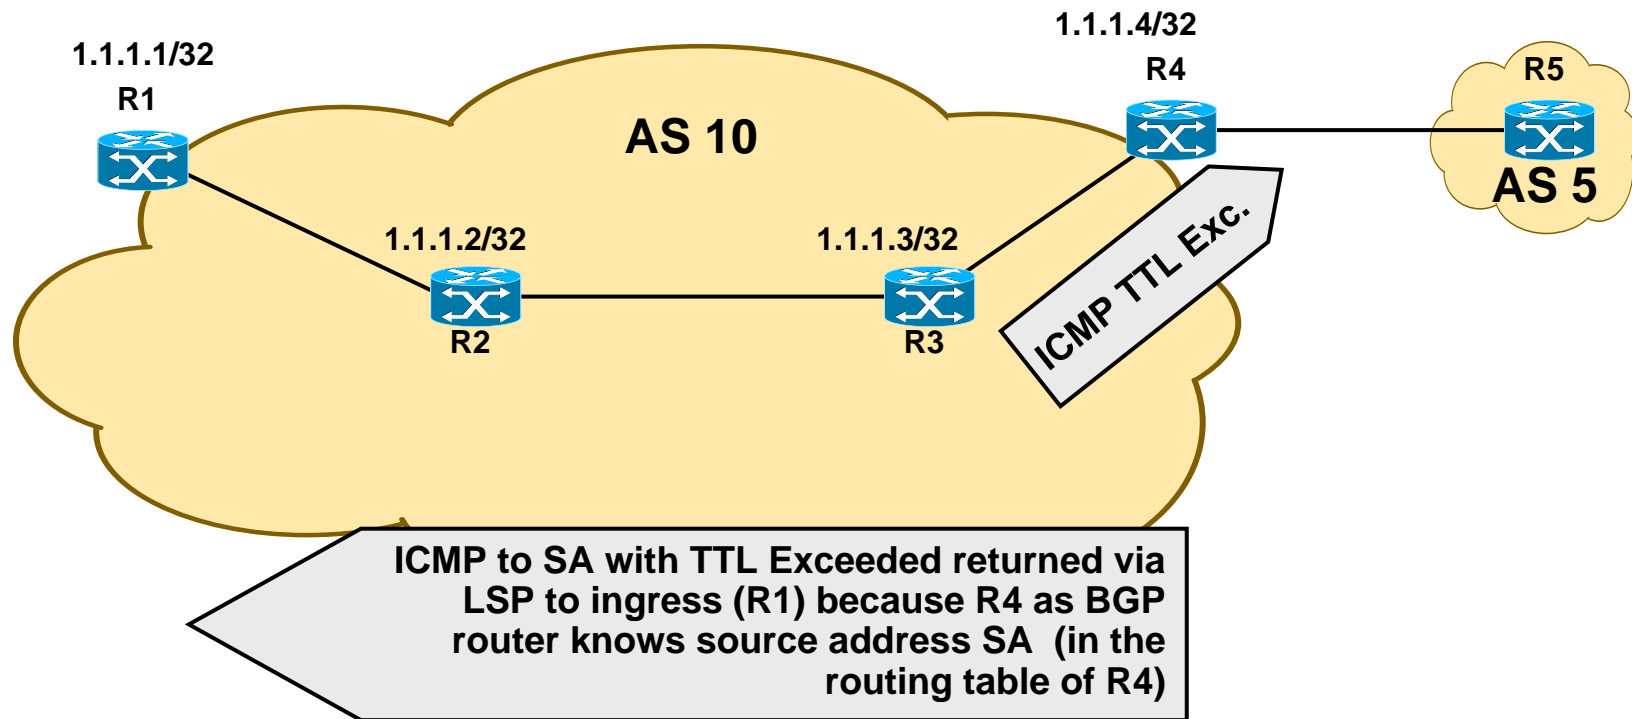 1.1.1.4/32
1.1.1.1/32
R4
R5
R1
AS 10
AS 5
1.1.1.2/32
1.1.1.3/32
ICMP TTL Exc.
R2
R3
ICMP to SA with TTL Exceeded returned via
LSP to ingress (R1) because R4 as BGP
router knows source address SA (in the
routing table of R4)